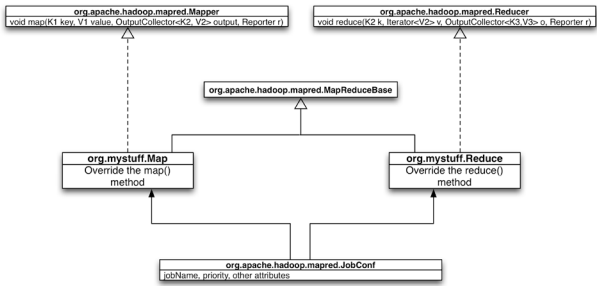 org.apache.hadoop.mapred.Mapper
void map(K1 key, V1 value, OutputCollector<K2, V2> output, Reporter r)
org.apache.hadoop.mapred.Reducer
void reduce(K2 k, Iterator<V2> v, OutputCollector<K3,V3> o, Reporter r)
org.apache.hadoop.mapred.MapReduceBase
org.mystuff.Map
Override the map()
method
org.mystuff.Reduce
Override the reduce()
method
org.apache.hadoop.mapred.JobConf
jobName, priority, other attributes